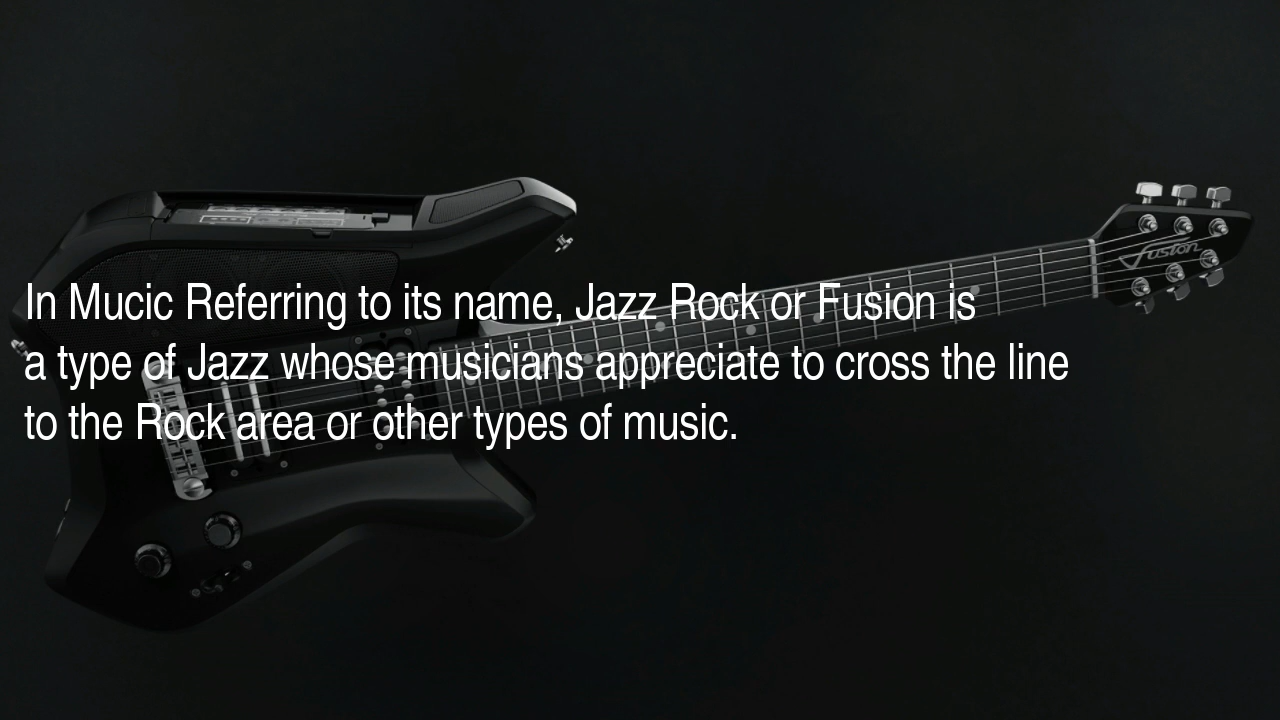 Fusion
In Mucic Referring to its name, Jazz Rock or Fusion is
a type of Jazz whose musicians appreciate to cross the line
to the Rock area or other types of music.